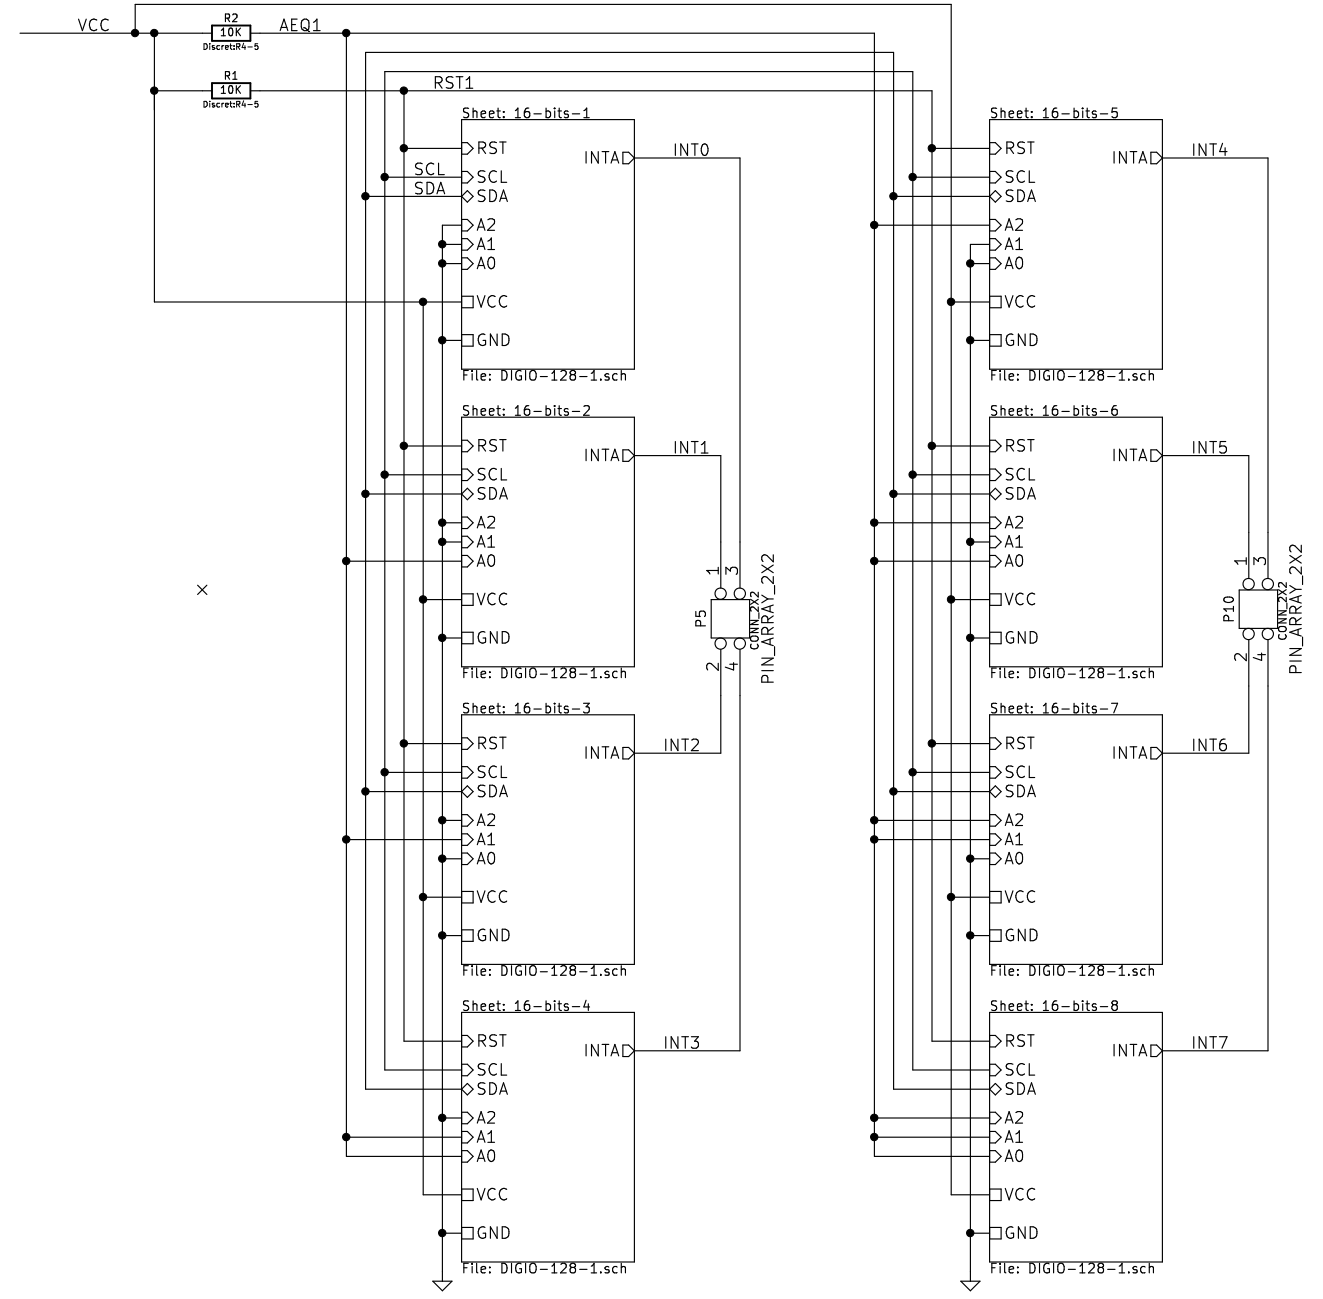 VCC
R2
10K
Discret:R4-5
AEQ1
R1
10K
Discret:R4-5
RST1
Sheet: 16-bits-1
RST
SCL
SCL
SDA
SDA
A2
A1
A0
VCC
GND
INTA
INT0
File: DIGIO-128-1.sch
Sheet: 16-bits-2
RST
SCL
SDA
A2
A1
A0
VCC
GND
INTA
INT1
File: DIGIO-128-1.sch
1
3
P5
CONN_2X2
PIN_ARRAY_2X2
2
4
Sheet: 16-bits-3
RST
SCL
SDA
A2
A1
A0
VCC
GND
INTA
INT2
File: DIGIO-128-1.sch
Sheet: 16-bits-4
RST
SCL
SDA
A2
A1
A0
VCC
GND
INTA
INT3
File: DIGIO-128-1.sch
Sheet: 16-bits-5
RST
SCL
SDA
A2
A1
A0
VCC
GND
INTA
INT4
File: DIGIO-128-1.sch
Sheet: 16-bits-6
RST
SCL
SDA
A2
A1
A0
VCC
GND
INTA
INT5
File: DIGIO-128-1.sch
1
3
P10
CONN_2X2
PIN_ARRAY_2X2
2
4
Sheet: 16-bits-7
RST
SCL
SDA
A2
A1
A0
VCC
GND
INTA
INT6
File: DIGIO-128-1.sch
Sheet: 16-bits-8
RST
SCL
SDA
A2
A1
A0
VCC
GND
INTA
INT7
File: DIGIO-128-1.sch